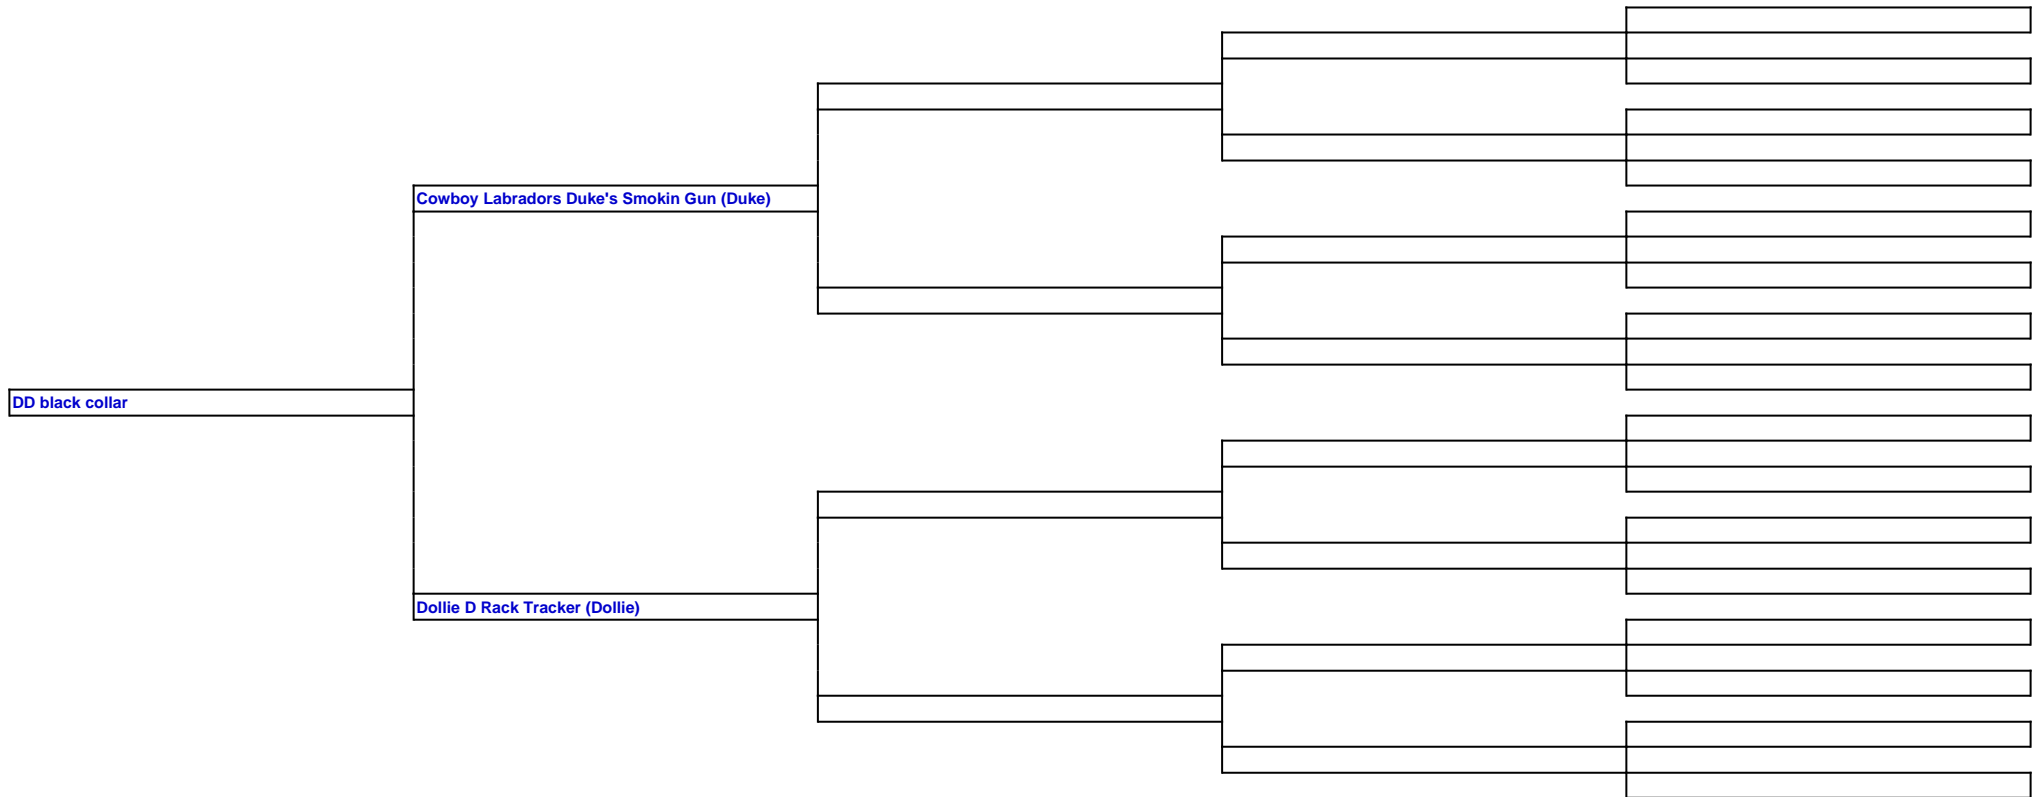 Cowboy Labradors Duke's Smokin Gun (Duke)
DD black collar
Dollie D Rack Tracker (Dollie)